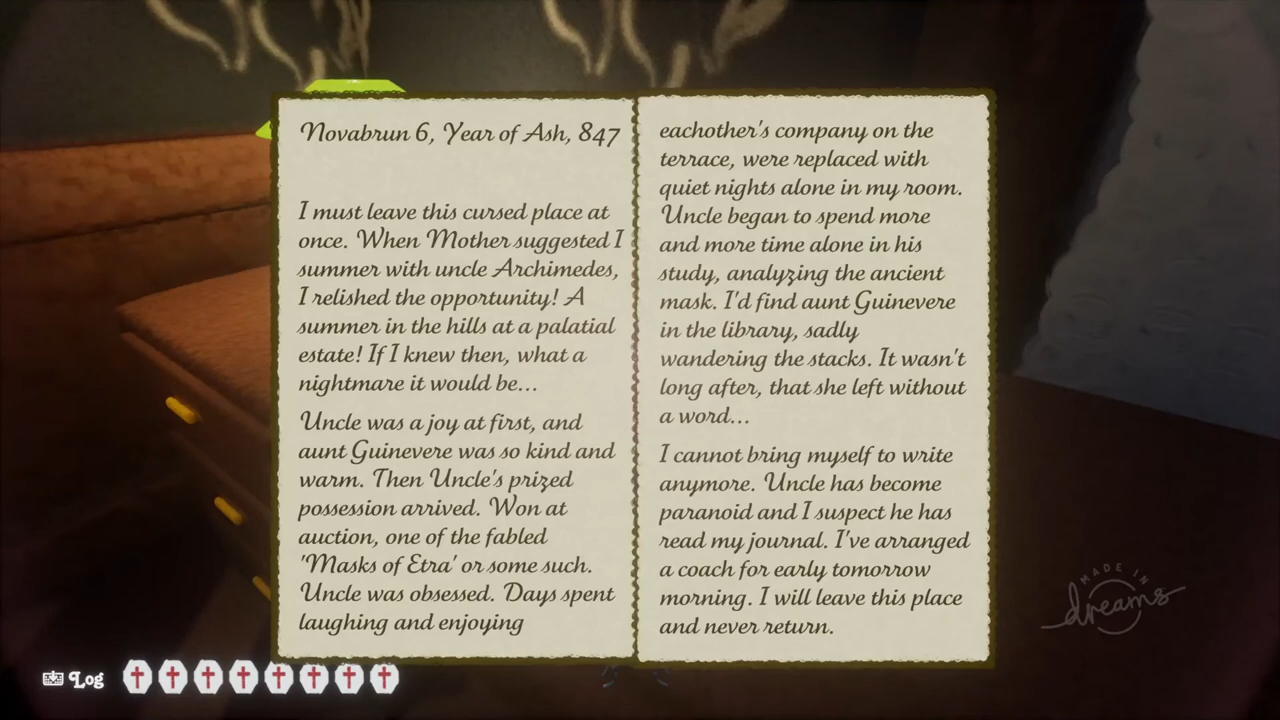 Novabrun 6, Year of Ash, 847
I must leave this cursed place at
once. When Mother suggested I
summer with uncle Archimedes,
I relished the opportunity! A
summer in the hills at a palatial
estate! If I knew then, what a
nightmare it would be...
Uncle was a joy at first, and
aunt Guinevere was so kind and
warm. Then Uncle's prized
possession arrived. Won at
auction, one of the fabled
'Masks of Etra' or some such.
Uncle was obsessed. Days spent
laughing and enjoying
eachother's company on the
terrace, were replaced with
quiet nights alone in my room.
Uncle began to spend more
and more time alone in his
study, analyzing the ancient
mask. I'd find aunt Guinevere
in the library, sadly
wandering the stacks. It wasn't
long after, that she left without
a word...
I cannot bring myself to write
anymore. Uncle has become
paranoid and I suspect he has
read my journal. I've arranged
a coach for early tomorrow
morning. I will leave this place
and never return.
MADE IN
dreams
Log